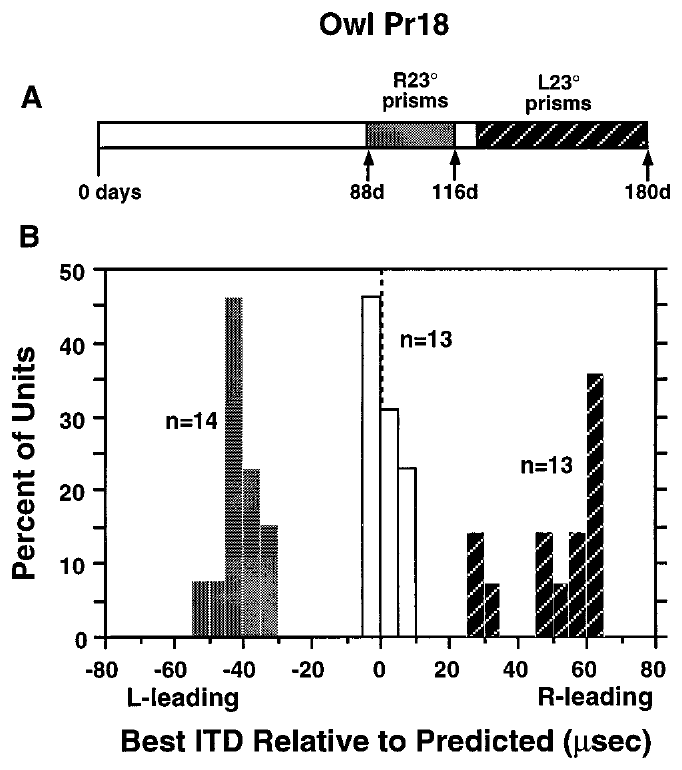 Owl Pr18
A
R23°
prisms
L23°
prisms
0 days
88d
116d
180d
B
50
40
30
20
10
0
Percent of Units
n=14
n=13
n=13
-80
-60
-40
-20
0
20
40
60
80
L-leading
R-leading
Best ITD Relative to Predicted (μsec)